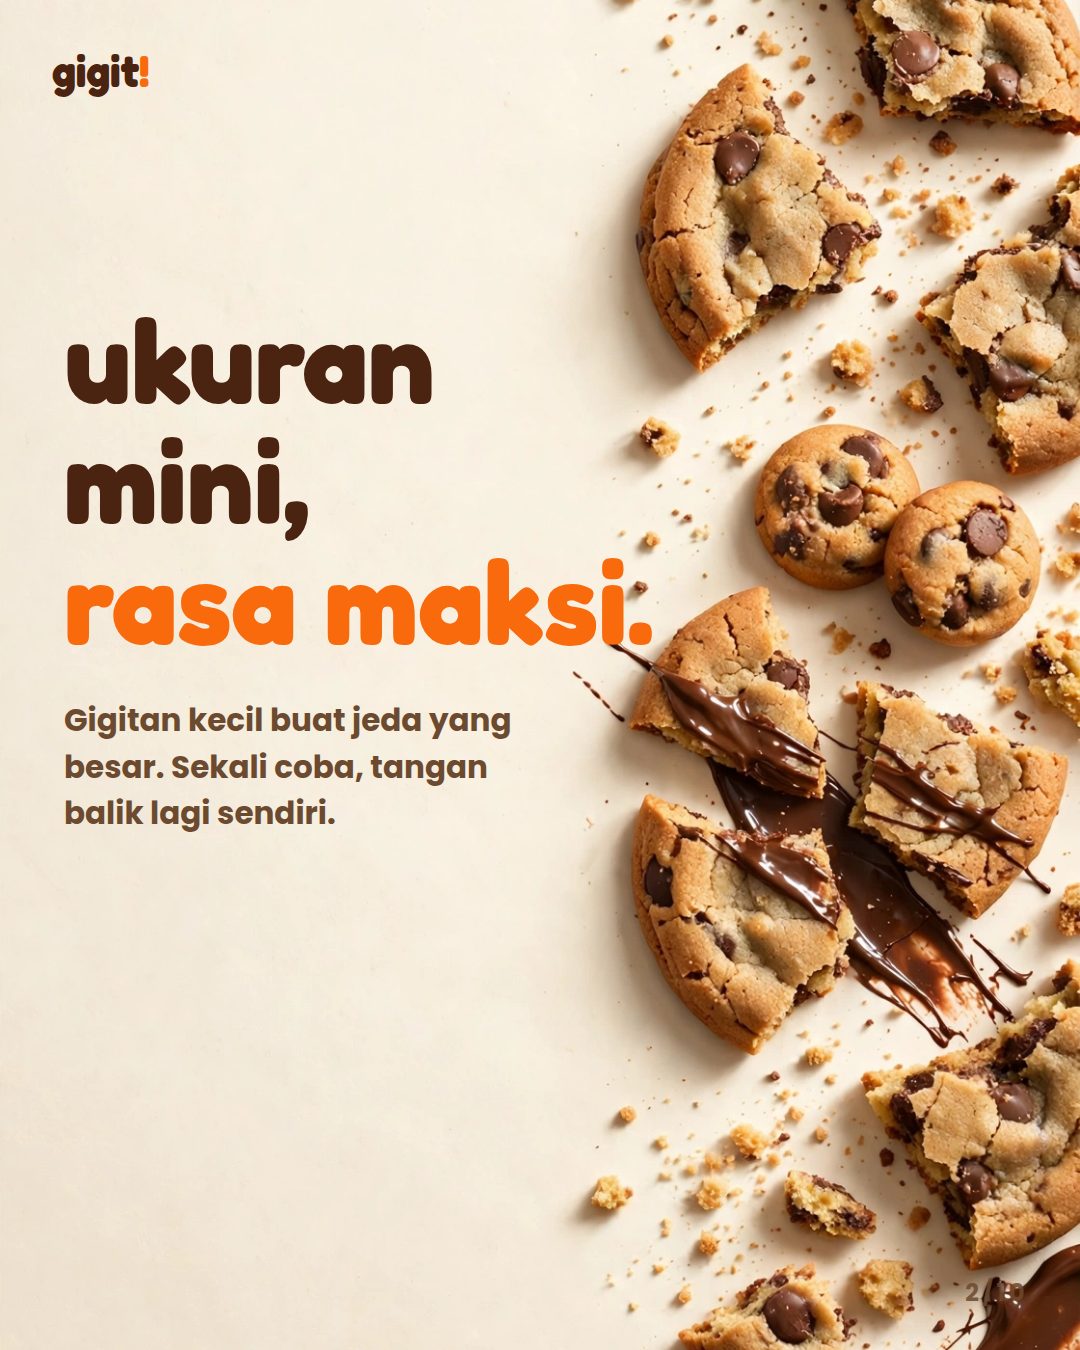 gigit!
ukuran
mini,
rasa maksi.
Gigitan kecil buat jeda yang
besar. Sekali coba, tangan
balik lagi sendiri.